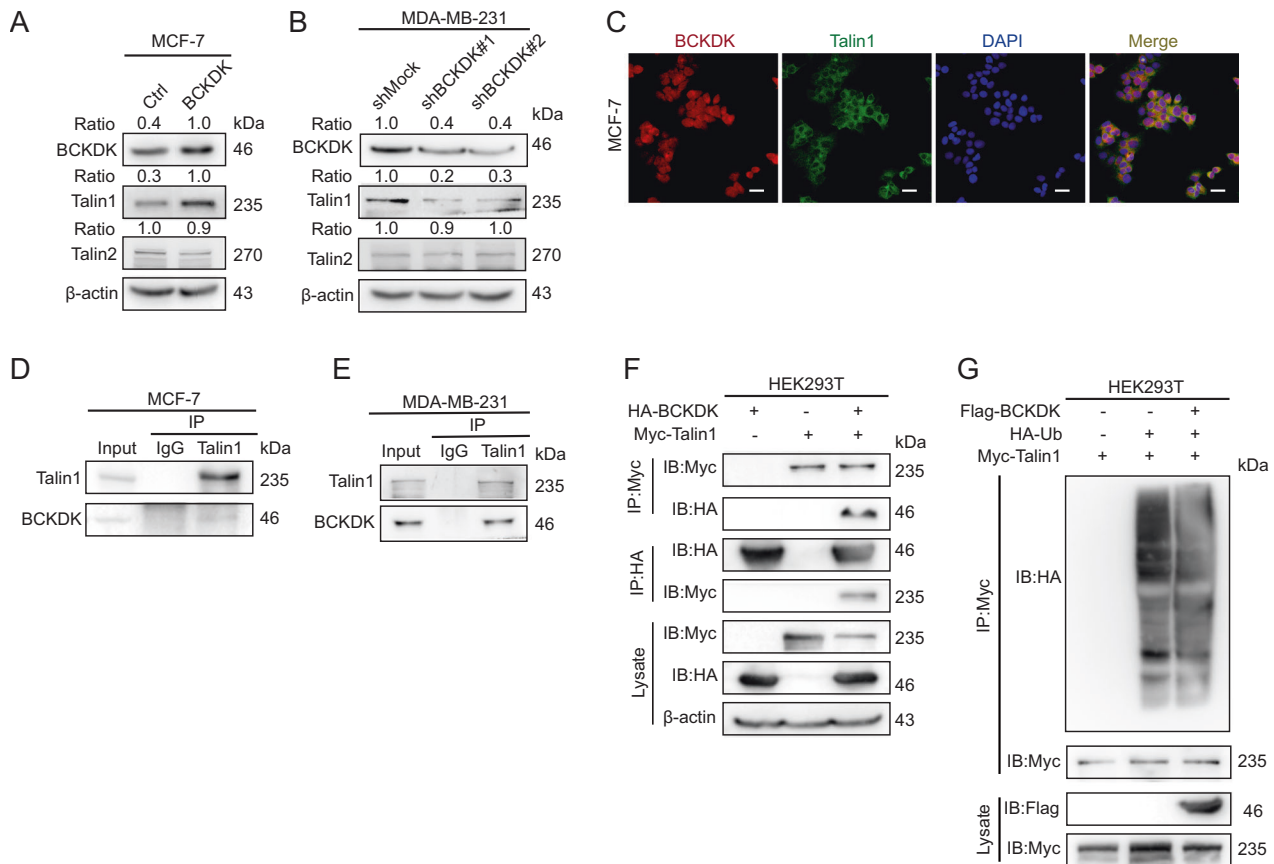 A
MCF-7
Ctrl BCKDK
Ratio 0.4 1.0 kDa
BCKDK 46
Ratio 0.3 1.0
Talin1 235
Ratio 1.0 0.9
Talin2 270
β-actin 43
B
MDA-MB-231
shMock shBCKDK#1 shBCKDK#2
Ratio 1.0 0.4 0.4 kDa
BCKDK 46
Ratio 1.0 0.2 0.3
Talin1 235
Ratio 1.0 0.9 1.0
Talin2 270
β-actin 43
C
BCKDK Talin1 DAPI Merge
MCF-7
D
MCF-7
IP
Input IgG Talin1 kDa
Talin1 235
BCKDK 46
E
MDA-MB-231
IP
Input IgG Talin1 kDa
Talin1 235
BCKDK 46
F
HEK293T
HA-BCKDK + - +
Myc-Talin1 - + + kDa
IP:Myc
IB:Myc 235
IB:HA 46
IP:HA
IB:HA 46
IB:Myc 235
Lysate
IB:Myc 235
IB:HA 46
β-actin 43
G
HEK293T
Flag-BCKDK - - +
HA-Ub - + +
Myc-Talin1 + + + kDa
IP:Myc
IB:HA
IB:Myc 235
Lysate
IB:Flag 46
IB:Myc 235